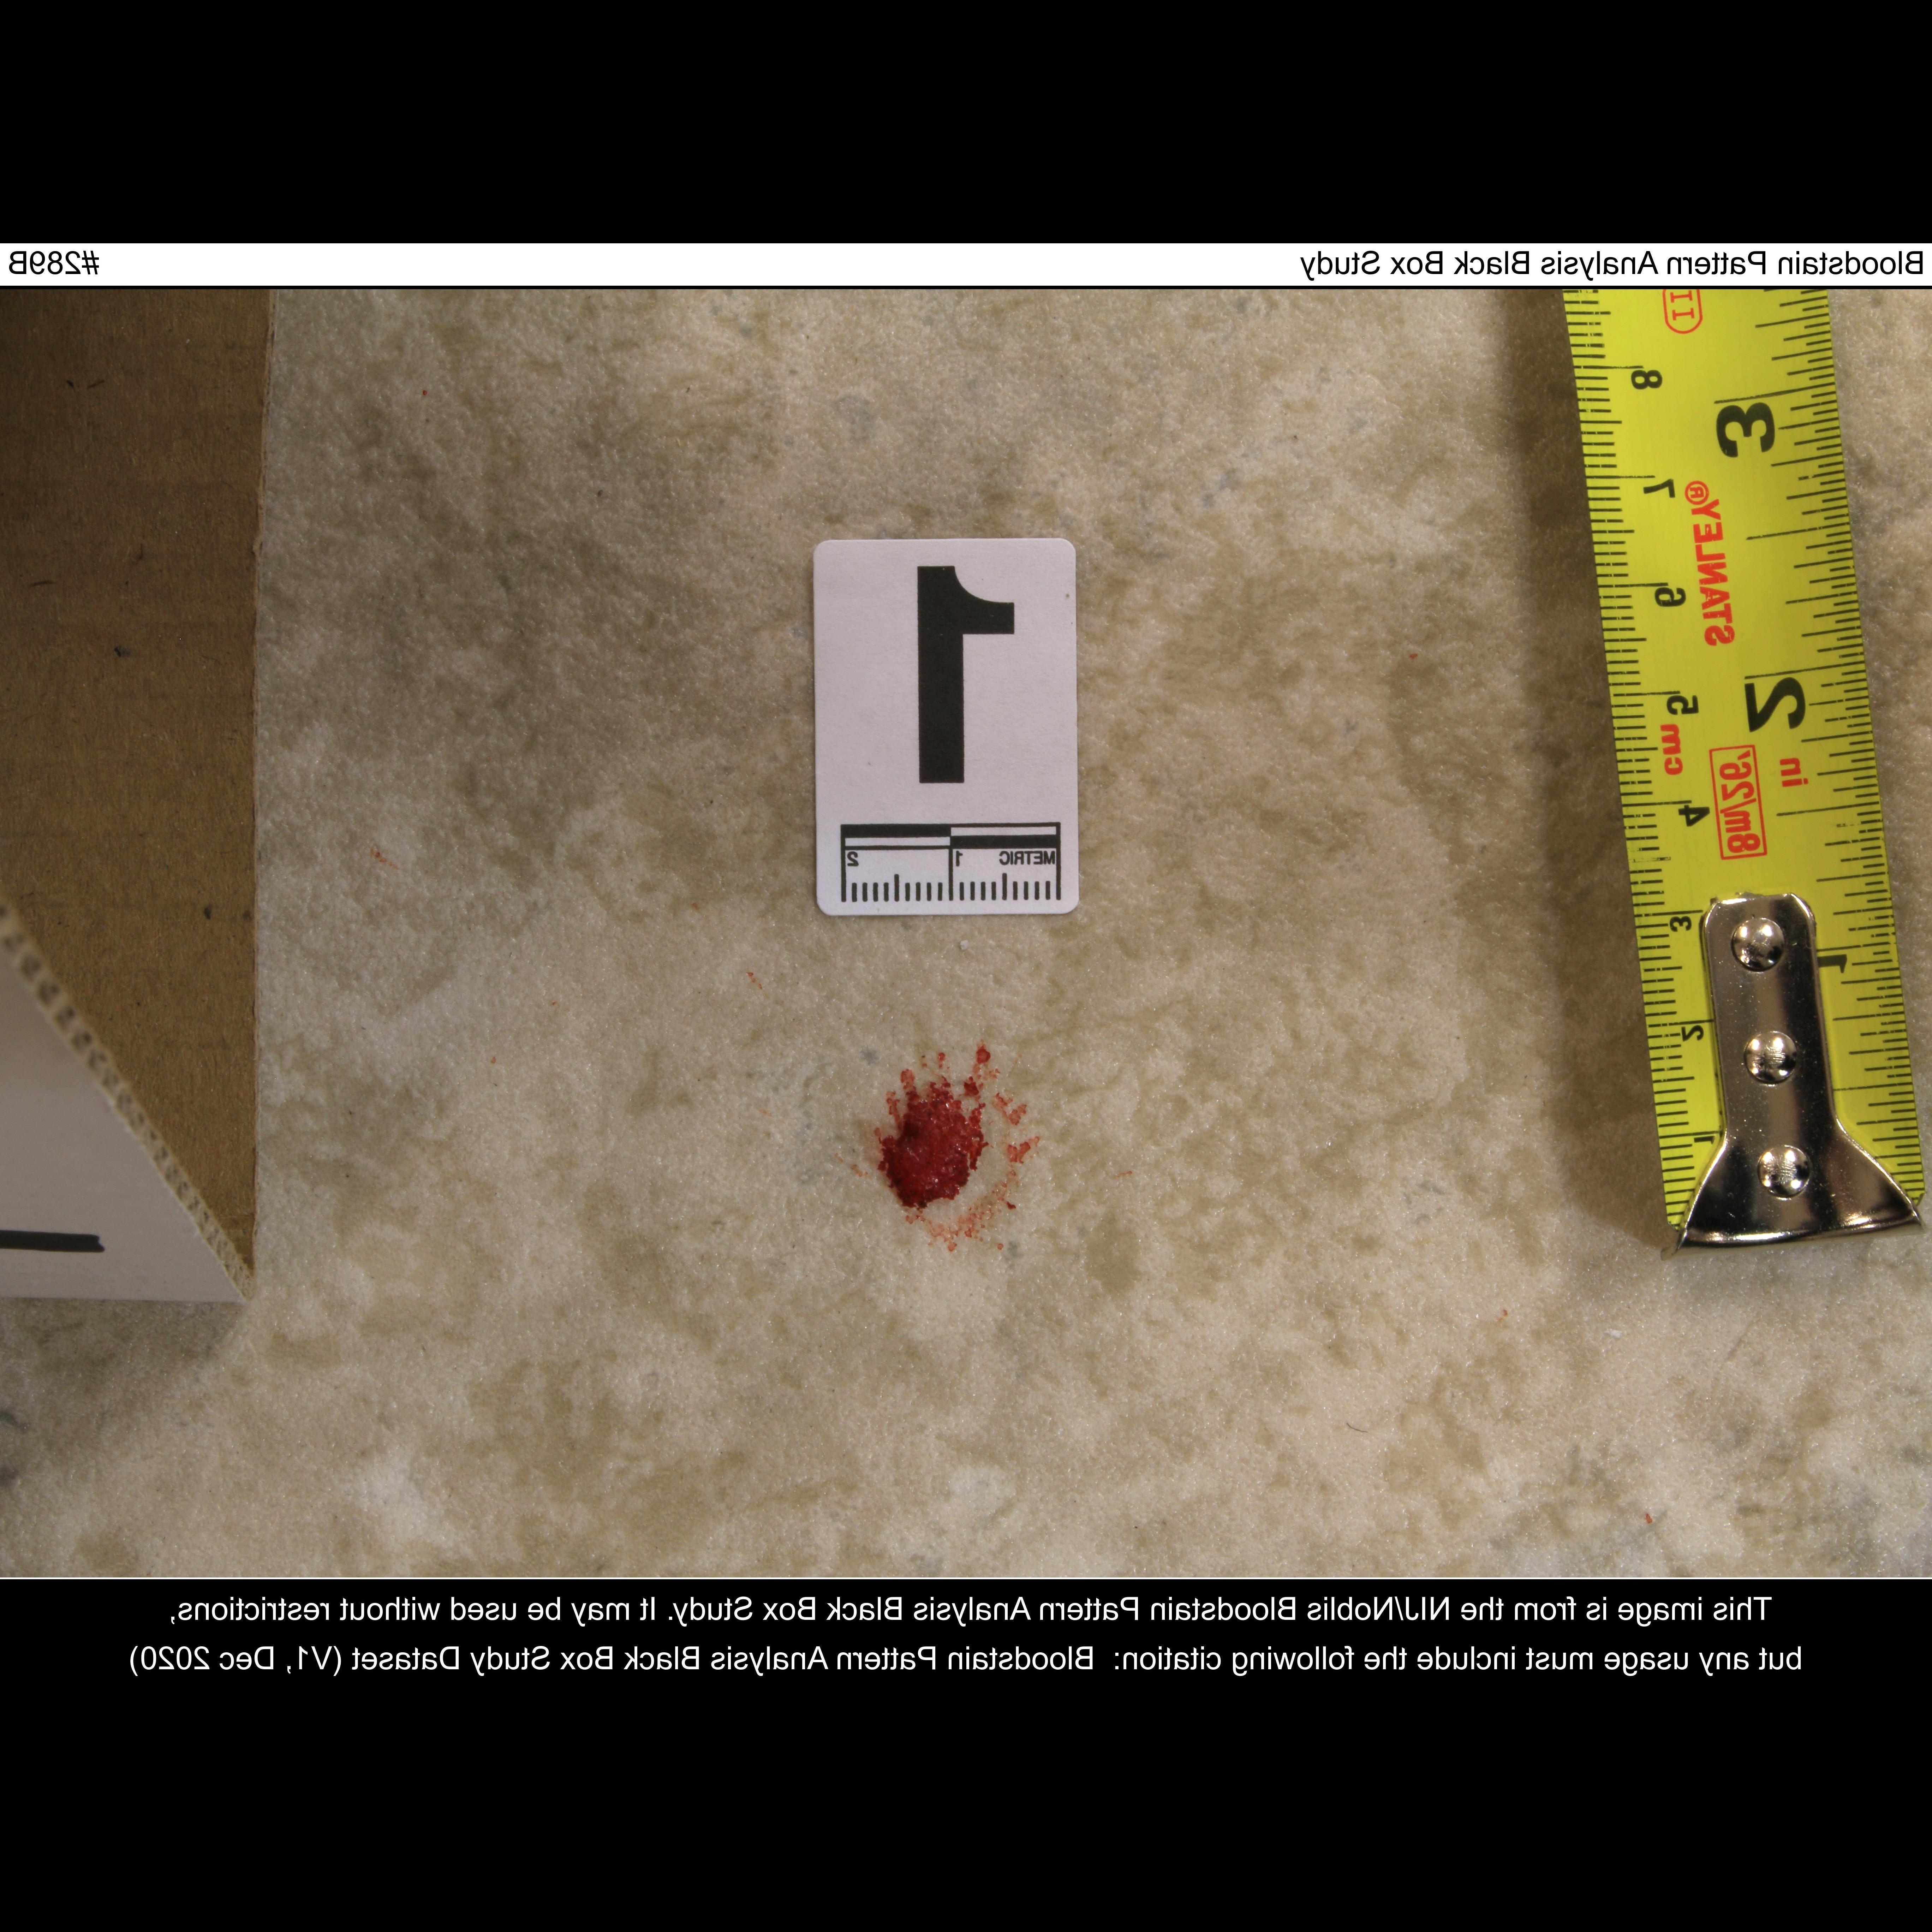 Bloodstain Pattern Analysis Black Box Study #289B
1
METRIC 1 2
3
8
7
STANLEY®
6
2
5
cm in
8m/26'
4
3
1
2
1
This image is from the NIJ/Noblis Bloodstain Pattern Analysis Black Box Study. It may be used without restrictions,
but any usage must include the following citation: Bloodstain Pattern Analysis Black Box Study Dataset (V1, Dec 2020)